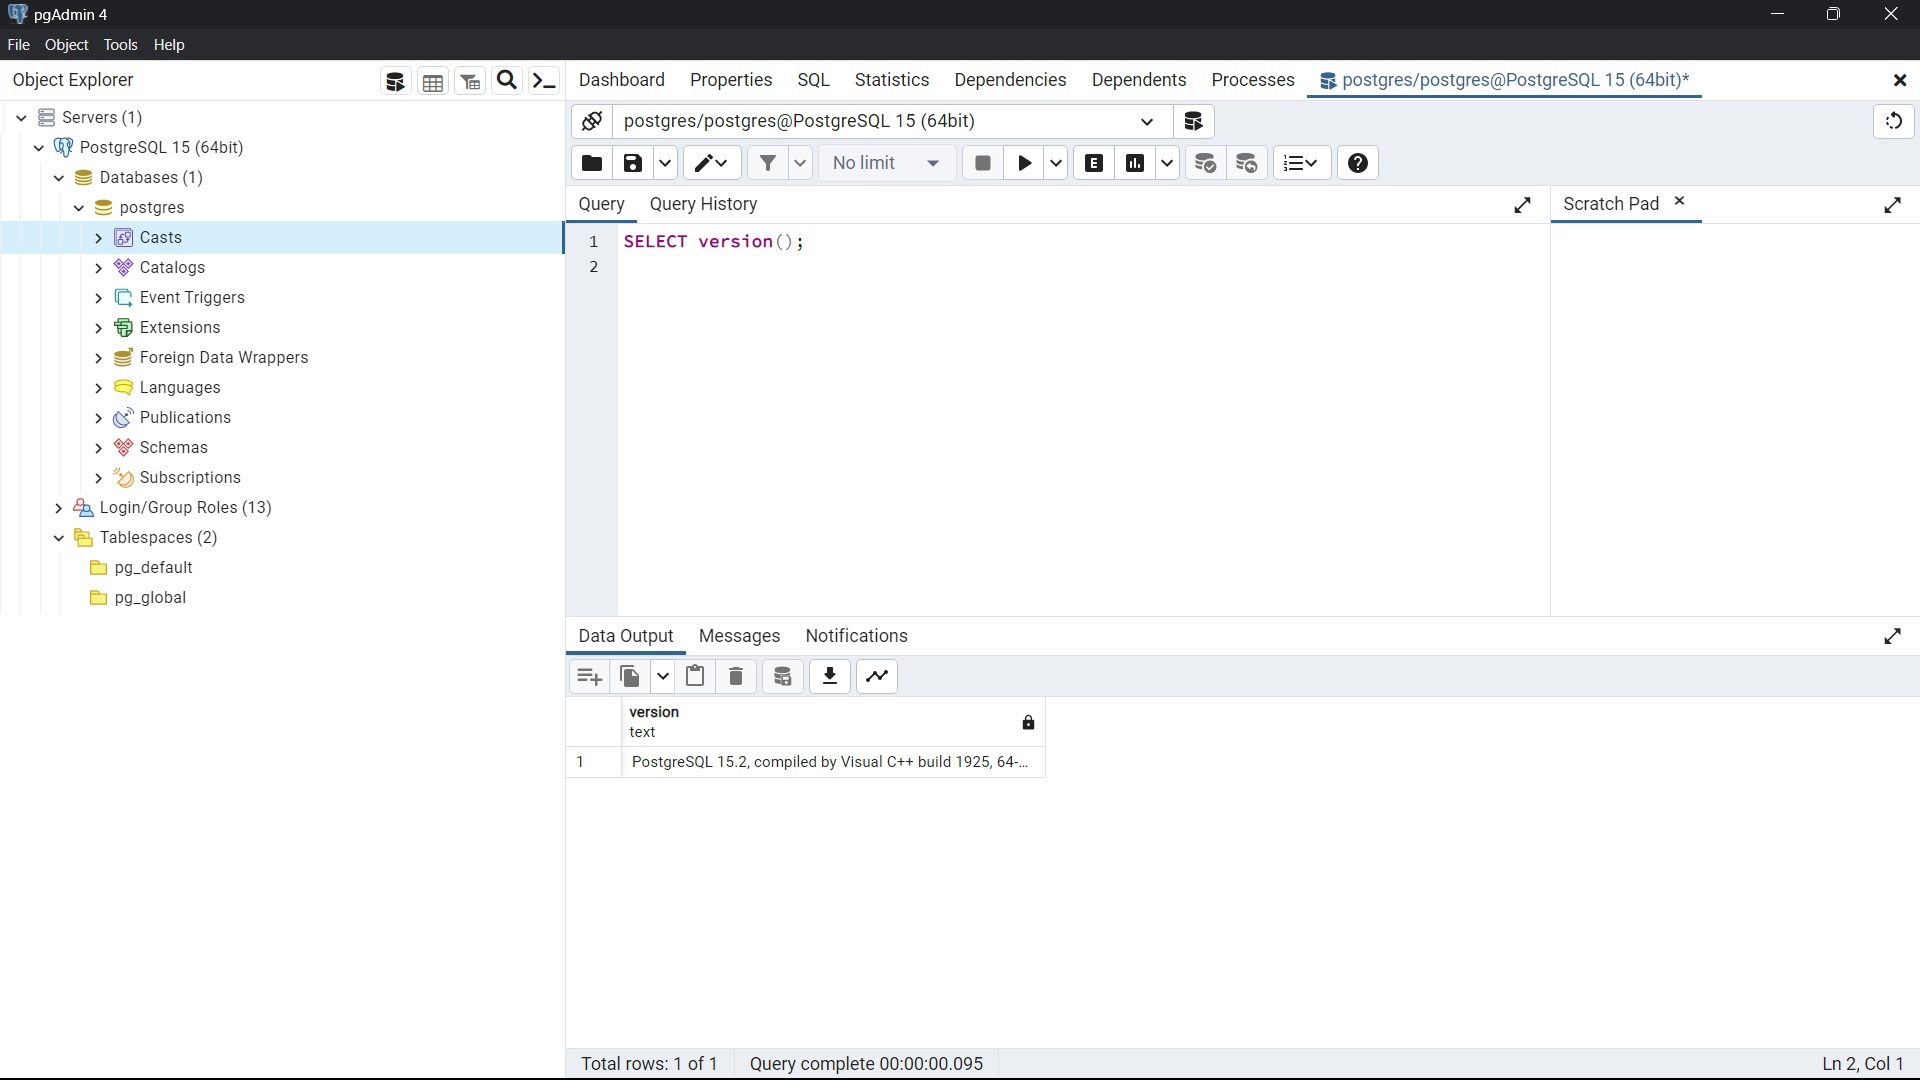 pgAdmin 4
File Object Tools Help
Object Explorer
Servers (1)
PostgreSQL 15 (64bit)
Databases (1)
postgres
Casts
Catalogs
Event Triggers
Extensions
Foreign Data Wrappers
Languages
Publications
Schemas
Subscriptions
Login/Group Roles (13)
Tablespaces (2)
pg_default
pg_global
Dashboard Properties SQL Statistics Dependencies Dependents Processes postgres/postgres@PostgreSQL 15 (64bit)*
postgres/postgres@PostgreSQL 15 (64bit)
No limit E
Query Query History
Scratch Pad
1 SELECT version();
2
Data Output Messages Notifications
version
text
1 PostgreSQL 15.2, compiled by Visual C++ build 1925, 64-...
Total rows: 1 of 1 Query complete 00:00:00.095 Ln 2, Col 1